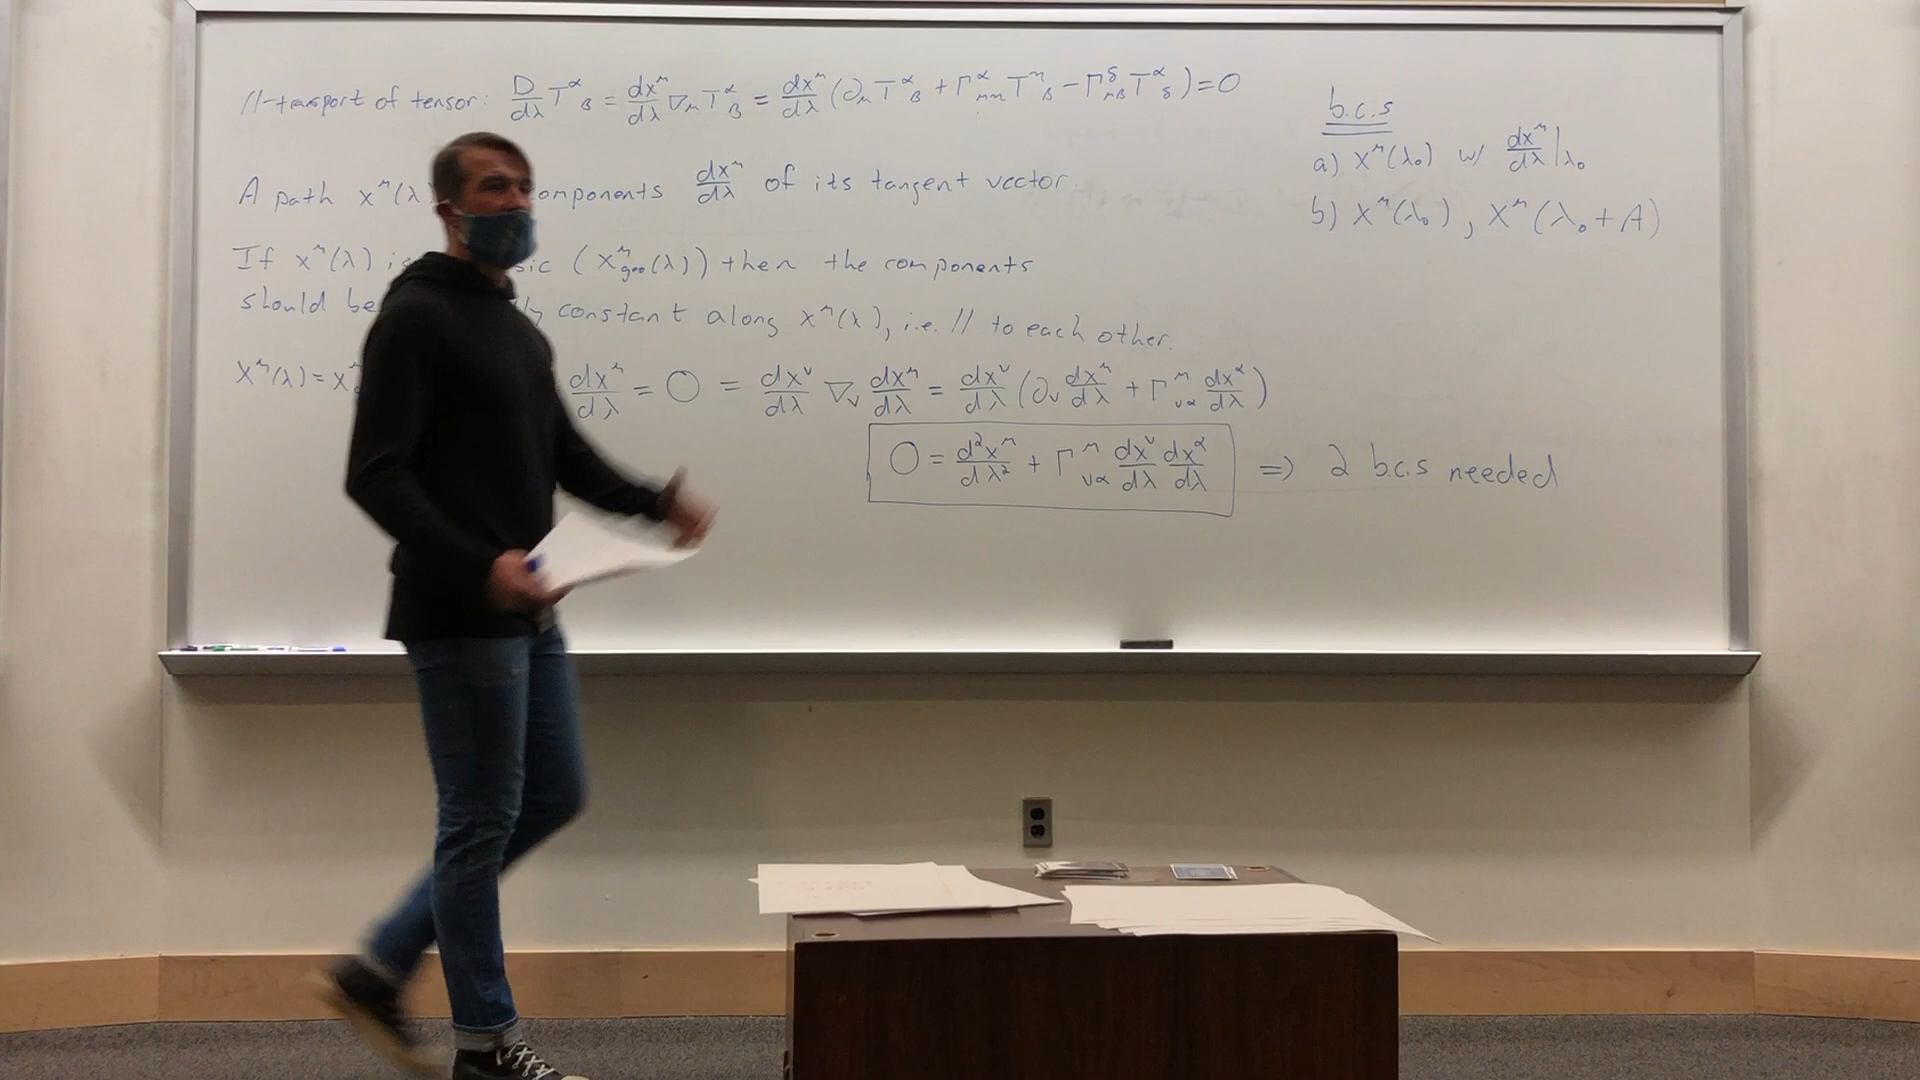 //-transport of tensor: D/dλ T^α_β = dx^μ/dλ ∇_μ T^α_β = dx^μ/dλ (∂_μ T^α_β + Γ^α_μη T^η_β − Γ^δ_μβ T^α_δ) = 0
A path x^μ(λ components dx^μ/dλ of its tangent vector.
If x^μ(λ) is sic (x^μ_geo(λ)) then the components
should be ly constant along x^μ(λ), i.e. // to each other.
x^μ(λ) = x^μ dx^μ/dλ = 0 = dx^ν/dλ ∇_ν dx^μ/dλ = dx^ν/dλ (∂_ν dx^μ/dλ + Γ^μ_να dx^α/dλ)
0 = d²x^μ/dλ² + Γ^μ_να dx^ν/dλ dx^α/dλ ⇒ 2 b.c.s needed
b.c.s
a) x^μ(λ₀) w/ dx^μ/dλ|λ₀
b) x^μ(λ₀), x^μ(λ₀+A)